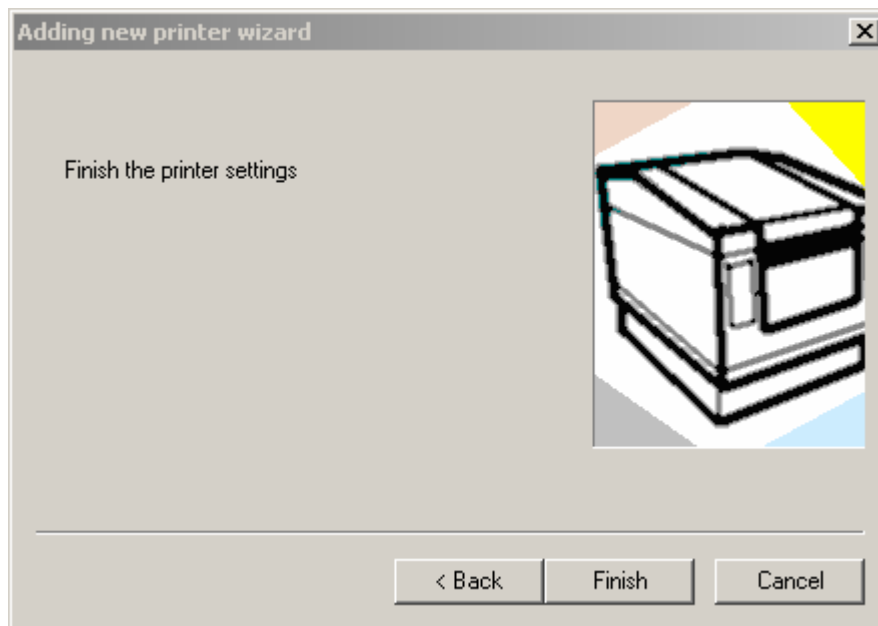 Adding new printer wizard
Finish the printer settings
< Back
Finish
Cancel